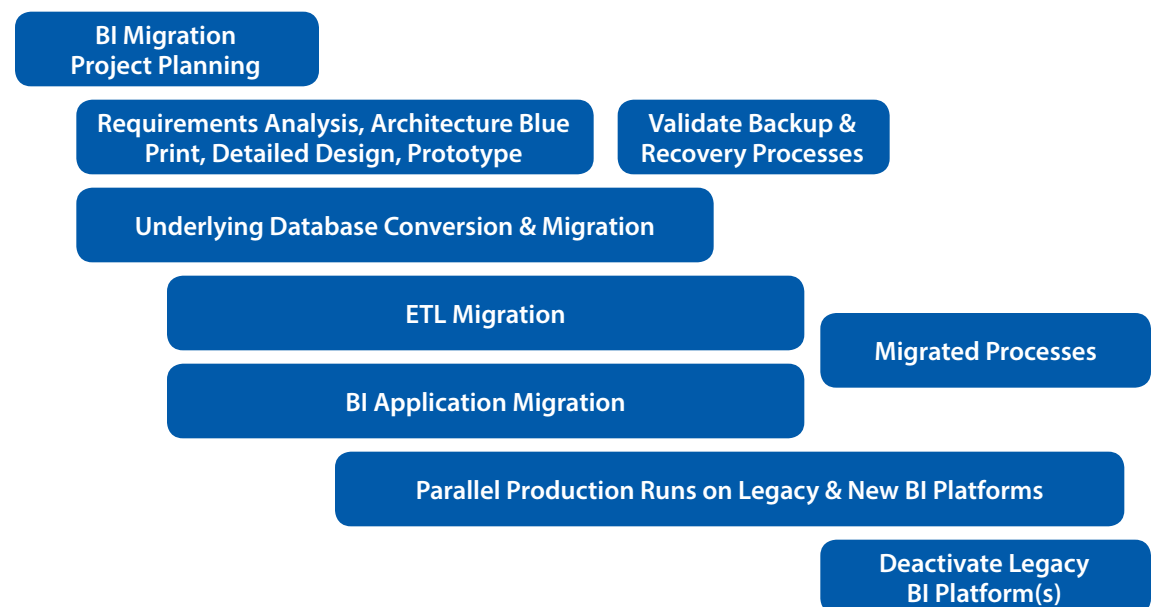 BI Migration
Project Planning
Requirements Analysis, Architecture Blue
Print, Detailed Design, Prototype
Validate Backup &
Recovery Processes
Underlying Database Conversion & Migration
ETL Migration
Migrated Processes
BI Application Migration
Parallel Production Runs on Legacy & New BI Platforms
Deactivate Legacy
BI Platform(s)